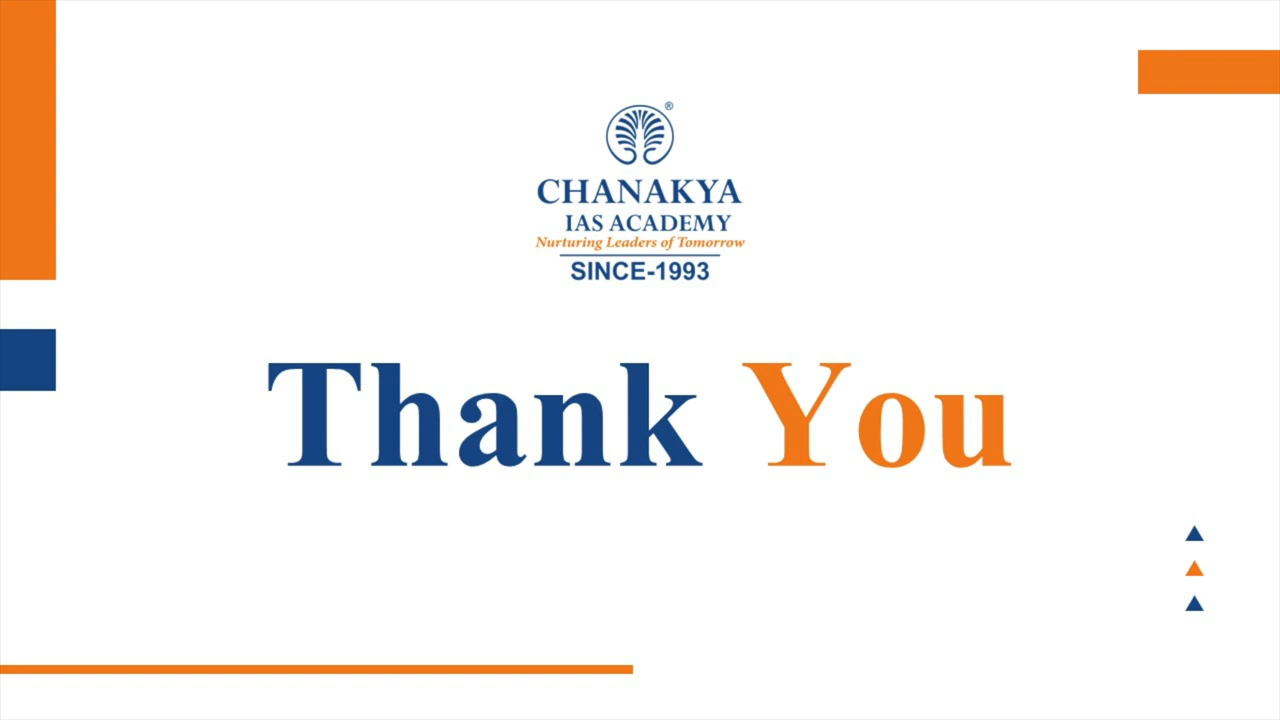 ®
CHANAKYA
IAS ACADEMY
Nurturing Leaders of Tomorrow
SINCE-1993
Thank You